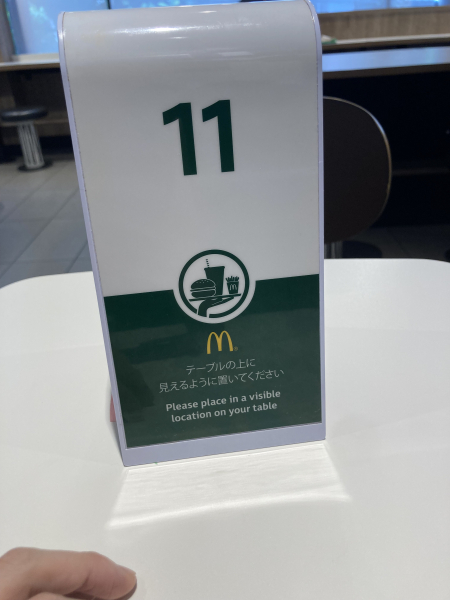 11
テーブルの上に
見えるように置いてください
Please place in a visible
location on your table